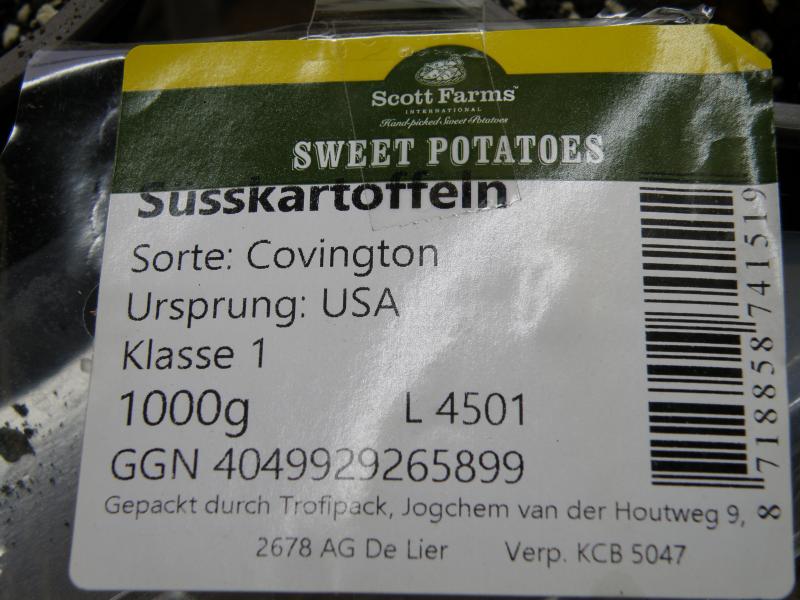 Scott Farms
INTERNATIONAL
Hand-picked Sweet Potatoes
SWEET POTATOES
Susskartoffeln
Sorte: Covington
Ursprung: USA
Klasse 1
1000g L 4501
GGN 4049929265899
Gepackt durch Trofipack, Jogchem van der Houtweg 9,
2678 AG De Lier Verp. KCB 5047
8 718858 741519